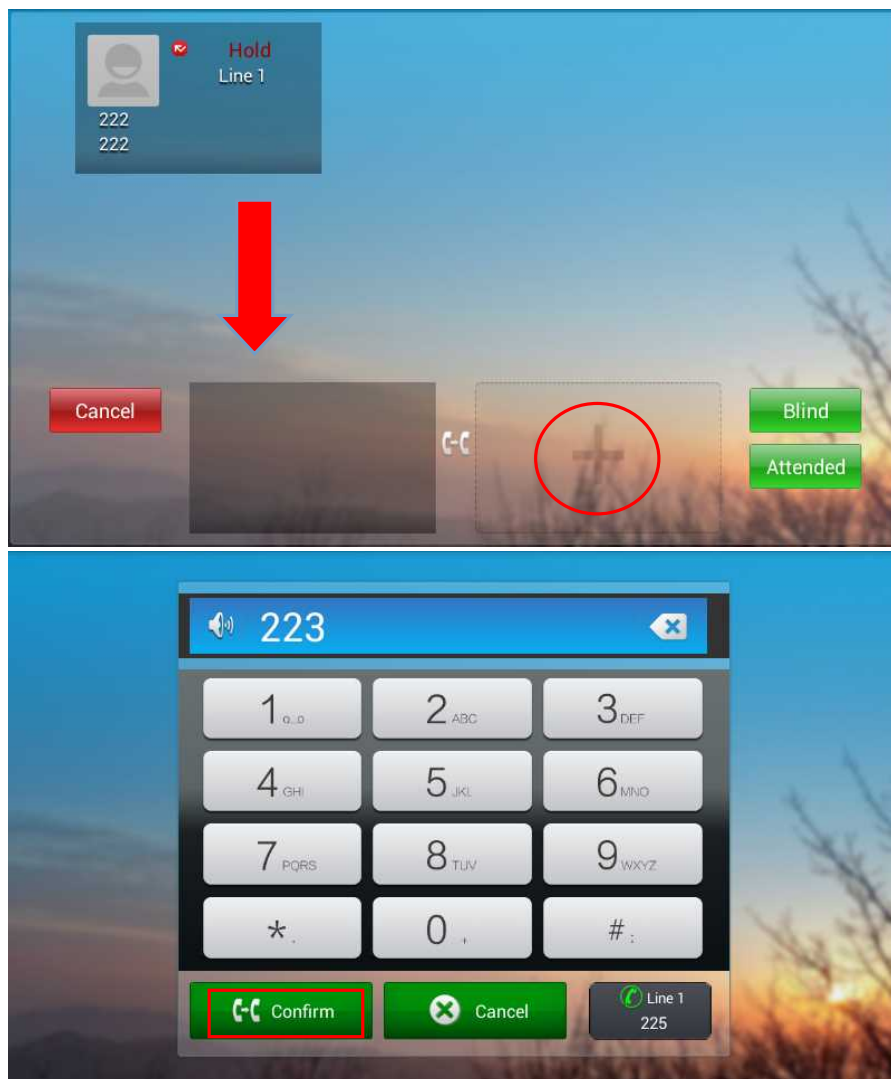 Hold
Line 1
222
222
Cancel
Blind
Attended
223
1
2 ABC
3 DEF
4 GHI
5 JKL
6 MNO
7 PQRS
8 TUV
9 WXYZ
*
0 +
#
Confirm
Cancel
Line 1
225